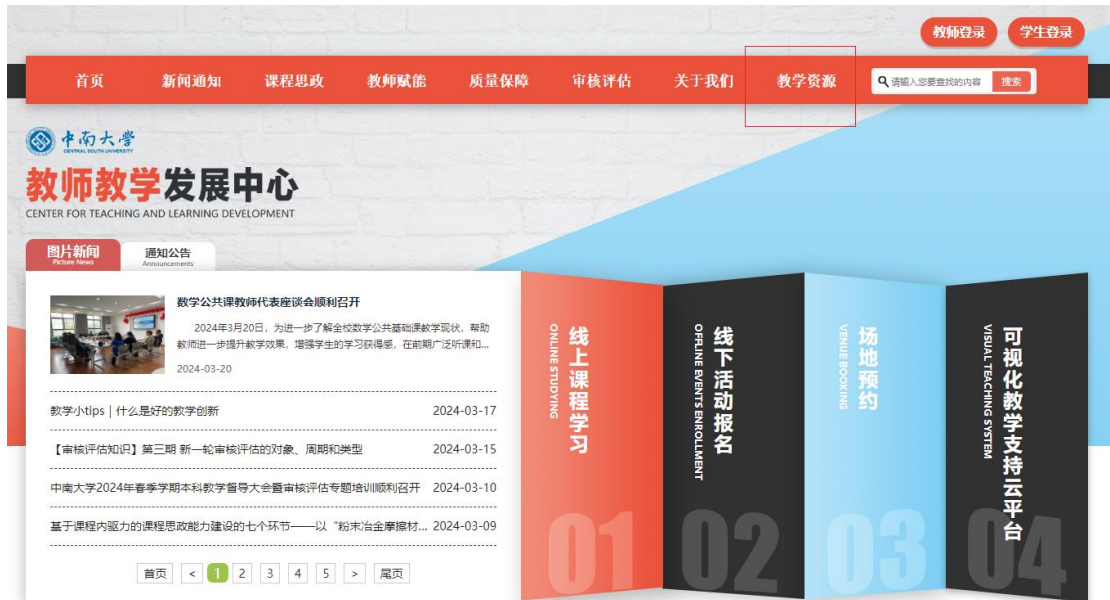 教师登录 学生登录
首页 新闻通知 课程思政 教师赋能 质量保障 审核评估 关于我们 教学资源 请输入您要查找的内容 搜索
中南大学
CENTRAL SOUTH UNIVERSITY
教师教学发展中心
CENTER FOR TEACHING AND LEARNING DEVELOPMENT
图片新闻 通知公告
Picture News Announcements
数学公共课教师代表座谈会顺利召开
2024年3月20日，为进一步了解全校数学公共基础课教学现状，帮助
教师进一步提升教学效果，增强学生的学习获得感，在前期广泛听课和...
2024-03-20
教学小tips | 什么是好的教学创新 2024-03-17
【审核评估知识】第三期 新一轮审核评估的对象、周期和类型 2024-03-15
中南大学2024年春季学期本科教学督导大会暨审核评估专题培训顺利召开 2024-03-10
基于课程内驱力的课程思政能力建设的七个环节——以“粉末冶金摩擦材... 2024-03-09
首页 < 1 2 3 4 5 > 尾页
线上课程学习
ONLINE STUDYING
01
线下活动报名
OFFLINE EVENTS ENROLLMENT
02
场地预约
VENUE BOOKING
03
可视化教学支持云平台
VISUAL TEACHING SYSTEM
04